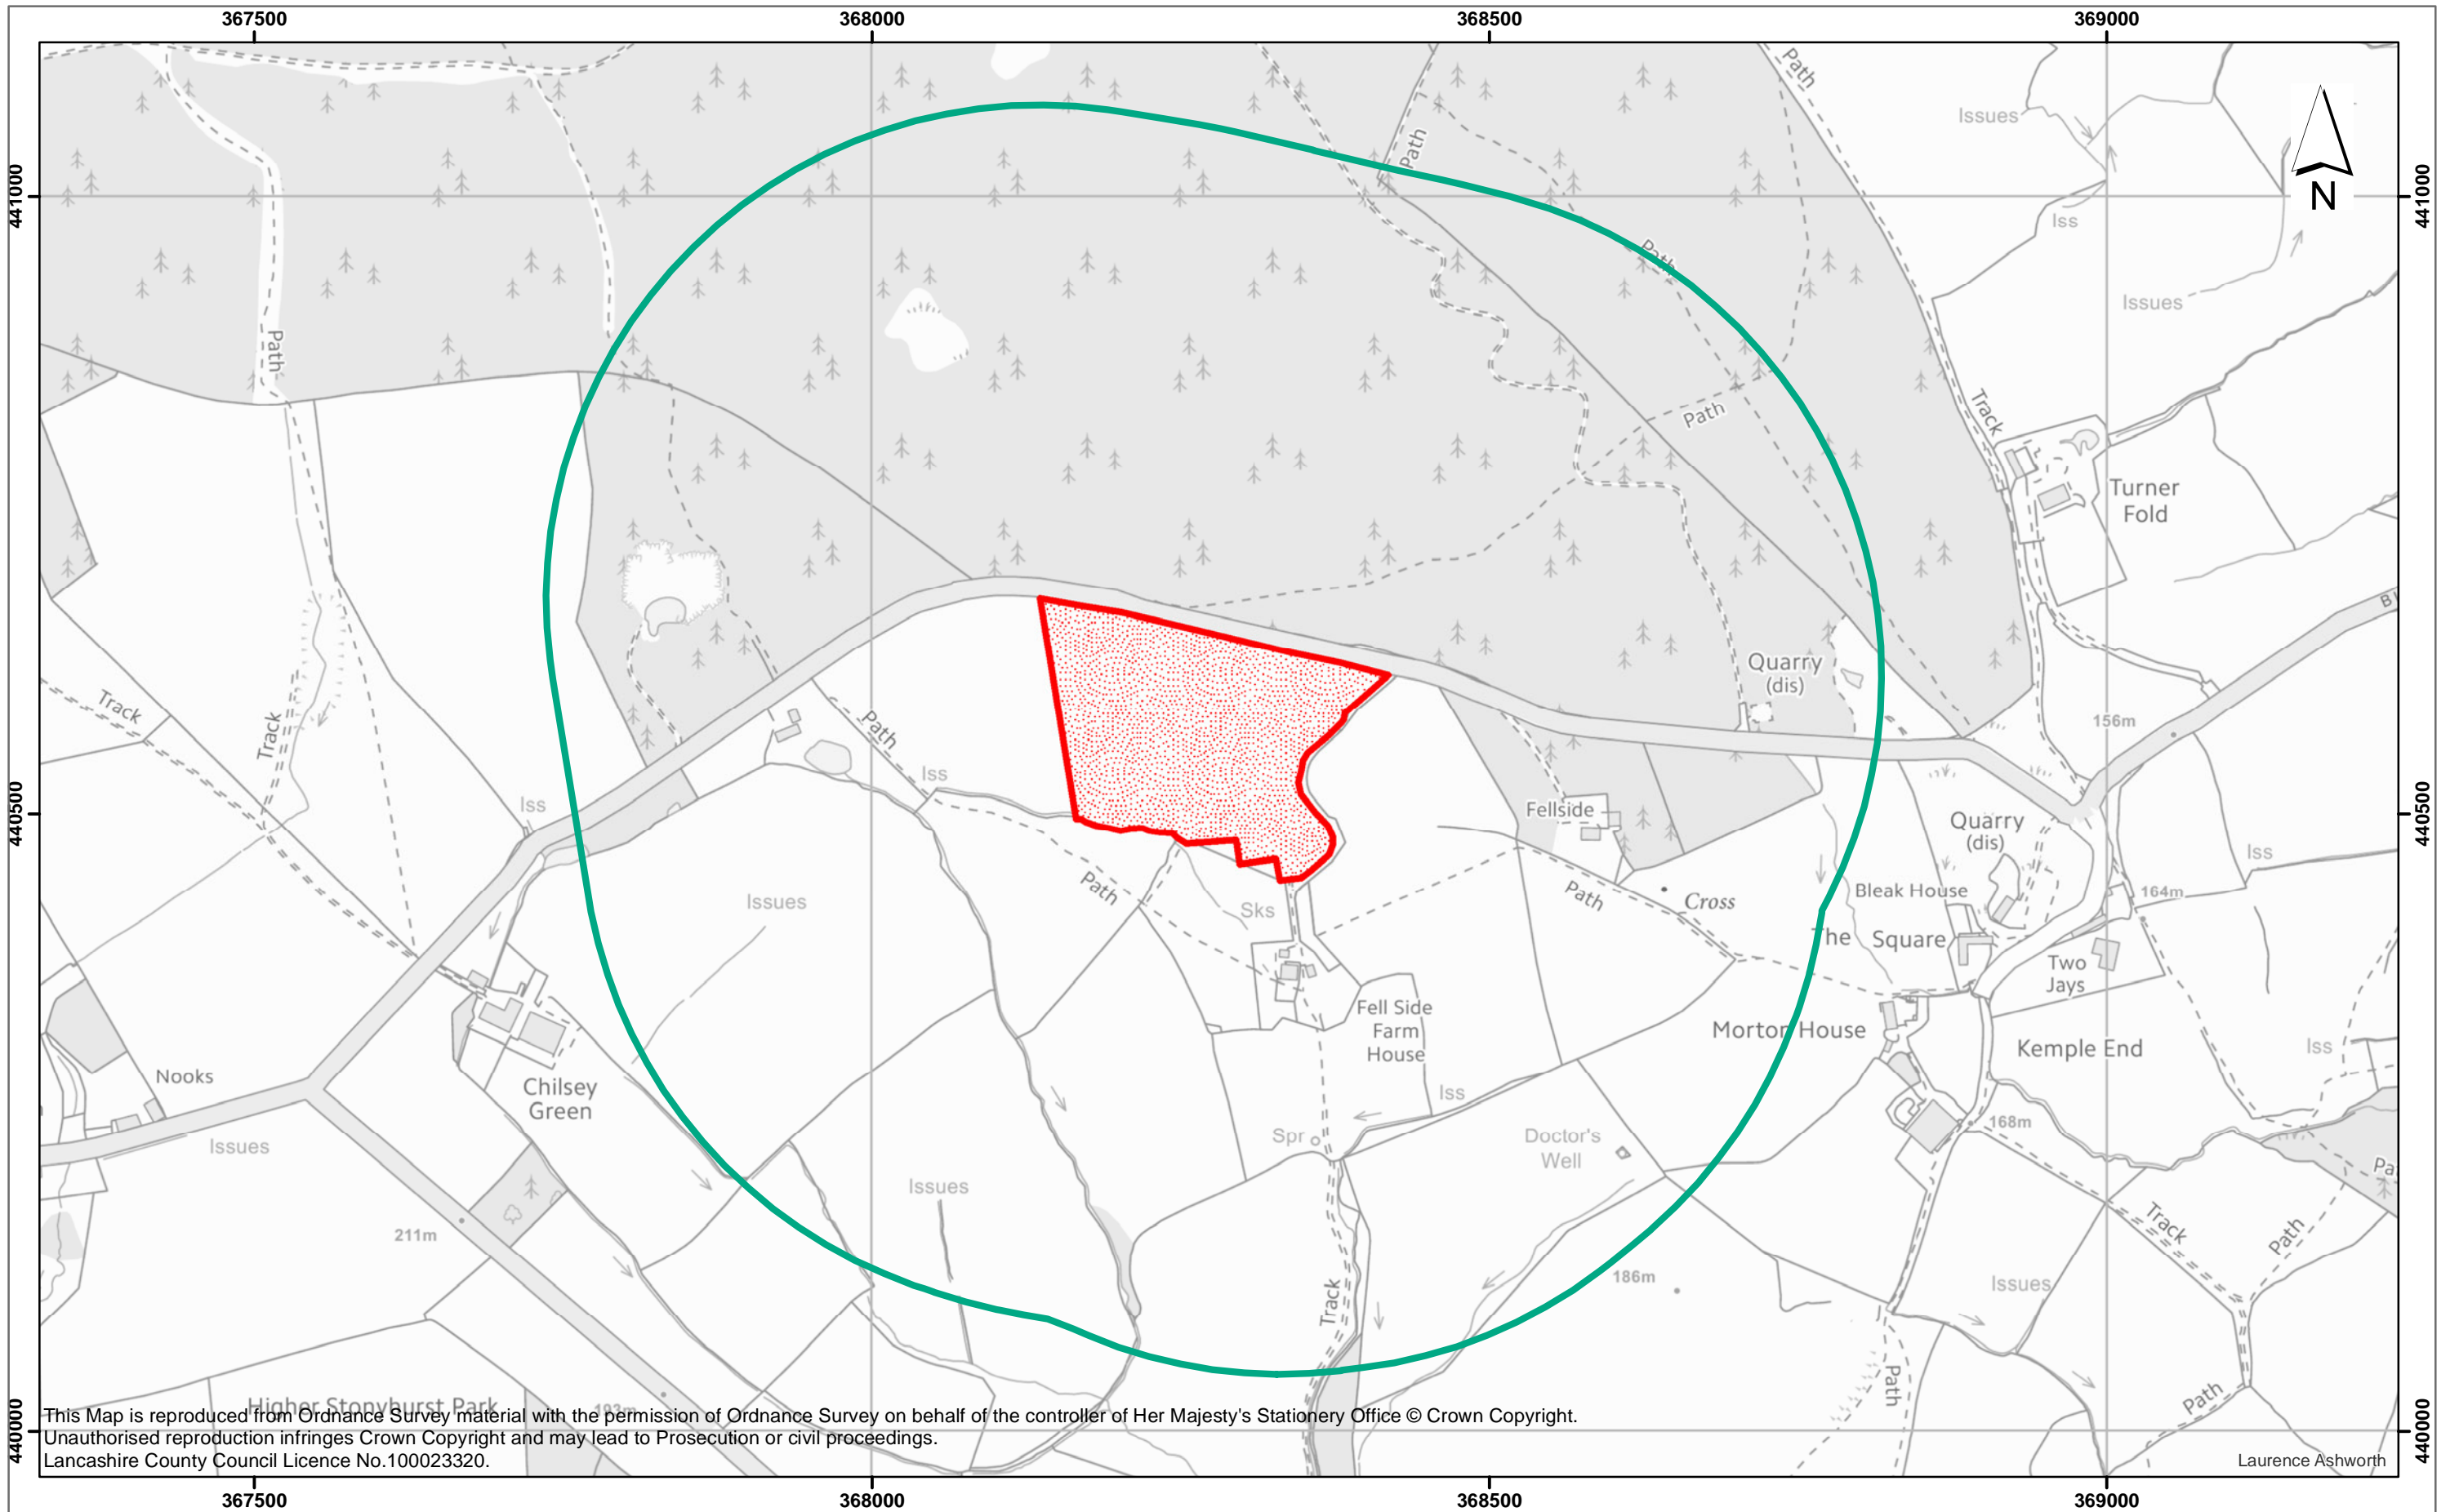 367500
368000
368500
369000
Path
Issues
N
441000
441000
Path
Iss
Path
Issues
Path
Path
Track
Turner
Fold
Quarry
(dis)
Track
Track
Path
156m
Iss
Iss
440500
440500
Fellside
Quarry
(dis)
Iss
Bleak House
164m
Path
Path
Cross
Issues
Sks
The Square
Two
Jays
Fell Side
Farm
House
Morton House
Kemple End
Iss
Nooks
Chilsey
Green
Iss
168m
Issues
Spr
Doctor's
Well
Pa
Issues
211m
Track
Path
186m
Issues
Track
Path
Path
Higher Stonyhurst Park
193m
440000
440000
This Map is reproduced from Ordnance Survey material with the permission of Ordnance Survey on behalf of the controller of Her Majesty's Stationery Office © Crown Copyright.
Unauthorised reproduction infringes Crown Copyright and may lead to Prosecution or civil proceedings.
Lancashire County Council Licence No.100023320.
Laurence Ashworth
367500
368000
368500
369000